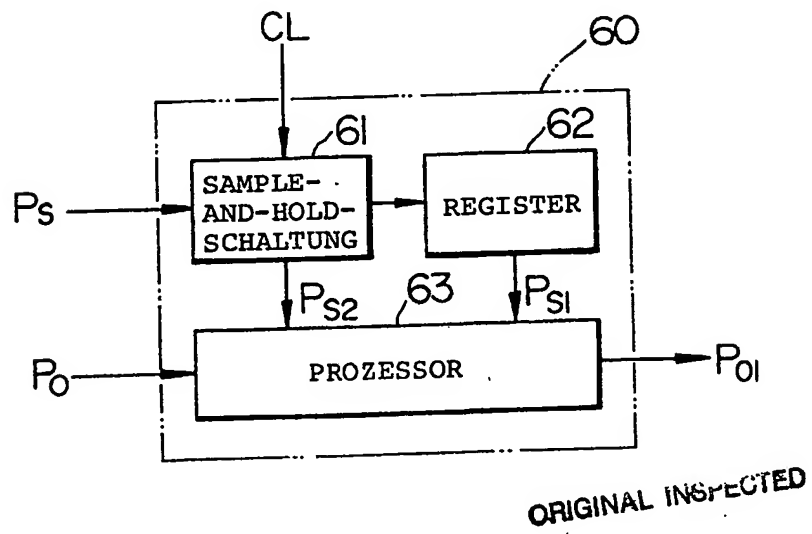 CL
60
61
62
SAMPLE-
AND-HOLD-
SCHALTUNG
REGISTER
PS
PS2
63
PS1
PO
PROZESSOR
PO1
ORIGINAL INSPECTED